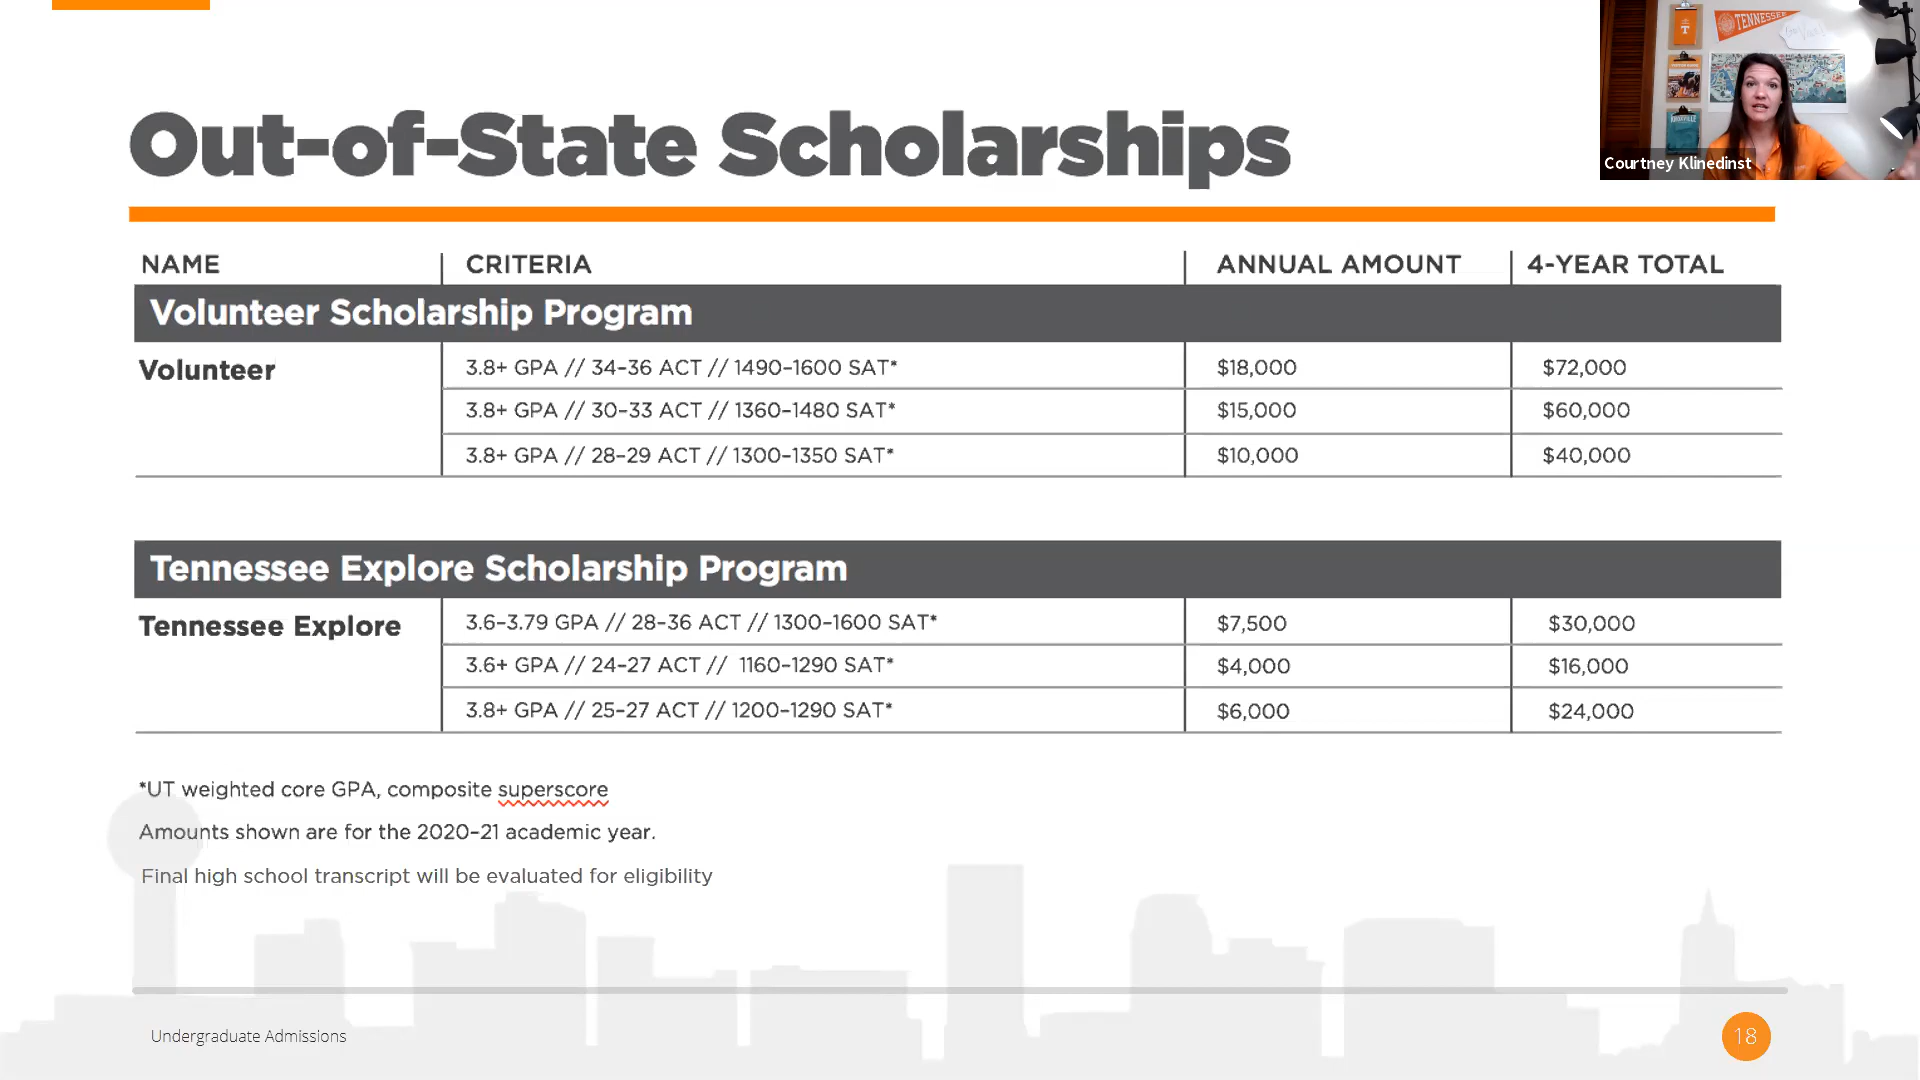 Out-of-State Scholarships
TENNESSEE
Courtney Klinedinst
NAME CRITERIA ANNUAL AMOUNT 4-YEAR TOTAL
Volunteer Scholarship Program
Volunteer 3.8+ GPA // 34–36 ACT // 1490–1600 SAT* $18,000 $72,000
3.8+ GPA // 30–33 ACT // 1360–1480 SAT* $15,000 $60,000
3.8+ GPA // 28–29 ACT // 1300–1350 SAT* $10,000 $40,000
Tennessee Explore Scholarship Program
Tennessee Explore 3.6–3.79 GPA // 28–36 ACT // 1300–1600 SAT* $7,500 $30,000
3.6+ GPA // 24–27 ACT // 1160–1290 SAT* $4,000 $16,000
3.8+ GPA // 25–27 ACT // 1200–1290 SAT* $6,000 $24,000
*UT weighted core GPA, composite superscore
Amounts shown are for the 2020–21 academic year.
Final high school transcript will be evaluated for eligibility
Undergraduate Admissions 18